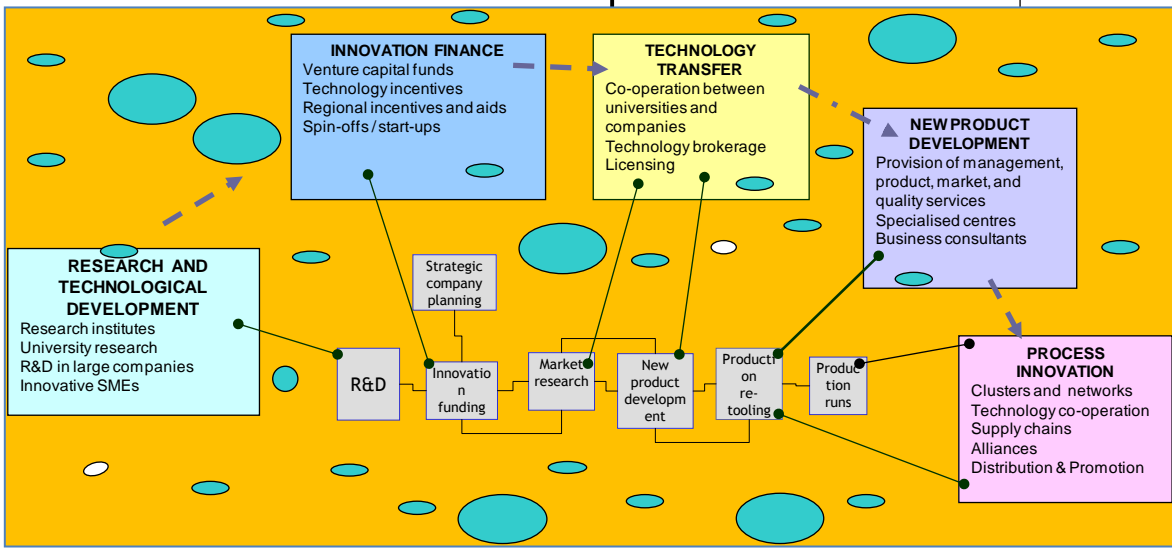 INNOVATION FINANCE
Venture capital funds
Technology incentives
Regional incentives and aids
Spin-offs / start-ups
TECHNOLOGY
TRANSFER
Co-operation between
universities and
companies
Technology brokerage
Licensing
NEW PRODUCT
DEVELOPMENT
Provision of management,
product, market, and
quality services
Specialised centres
Business consultants
RESEARCH AND
TECHNOLOGICAL
DEVELOPMENT
Research institutes
University research
R&D in large companies
Innovative SMEs
Strategic
company
planning
R&D
Innovatio
n
funding
Market
research
New
product
developm
ent
Producti
on
re-
tooling
Produc
tion
runs
PROCESS
INNOVATION
Clusters and networks
Technology co-operation
Supply chains
Alliances
Distribution & Promotion